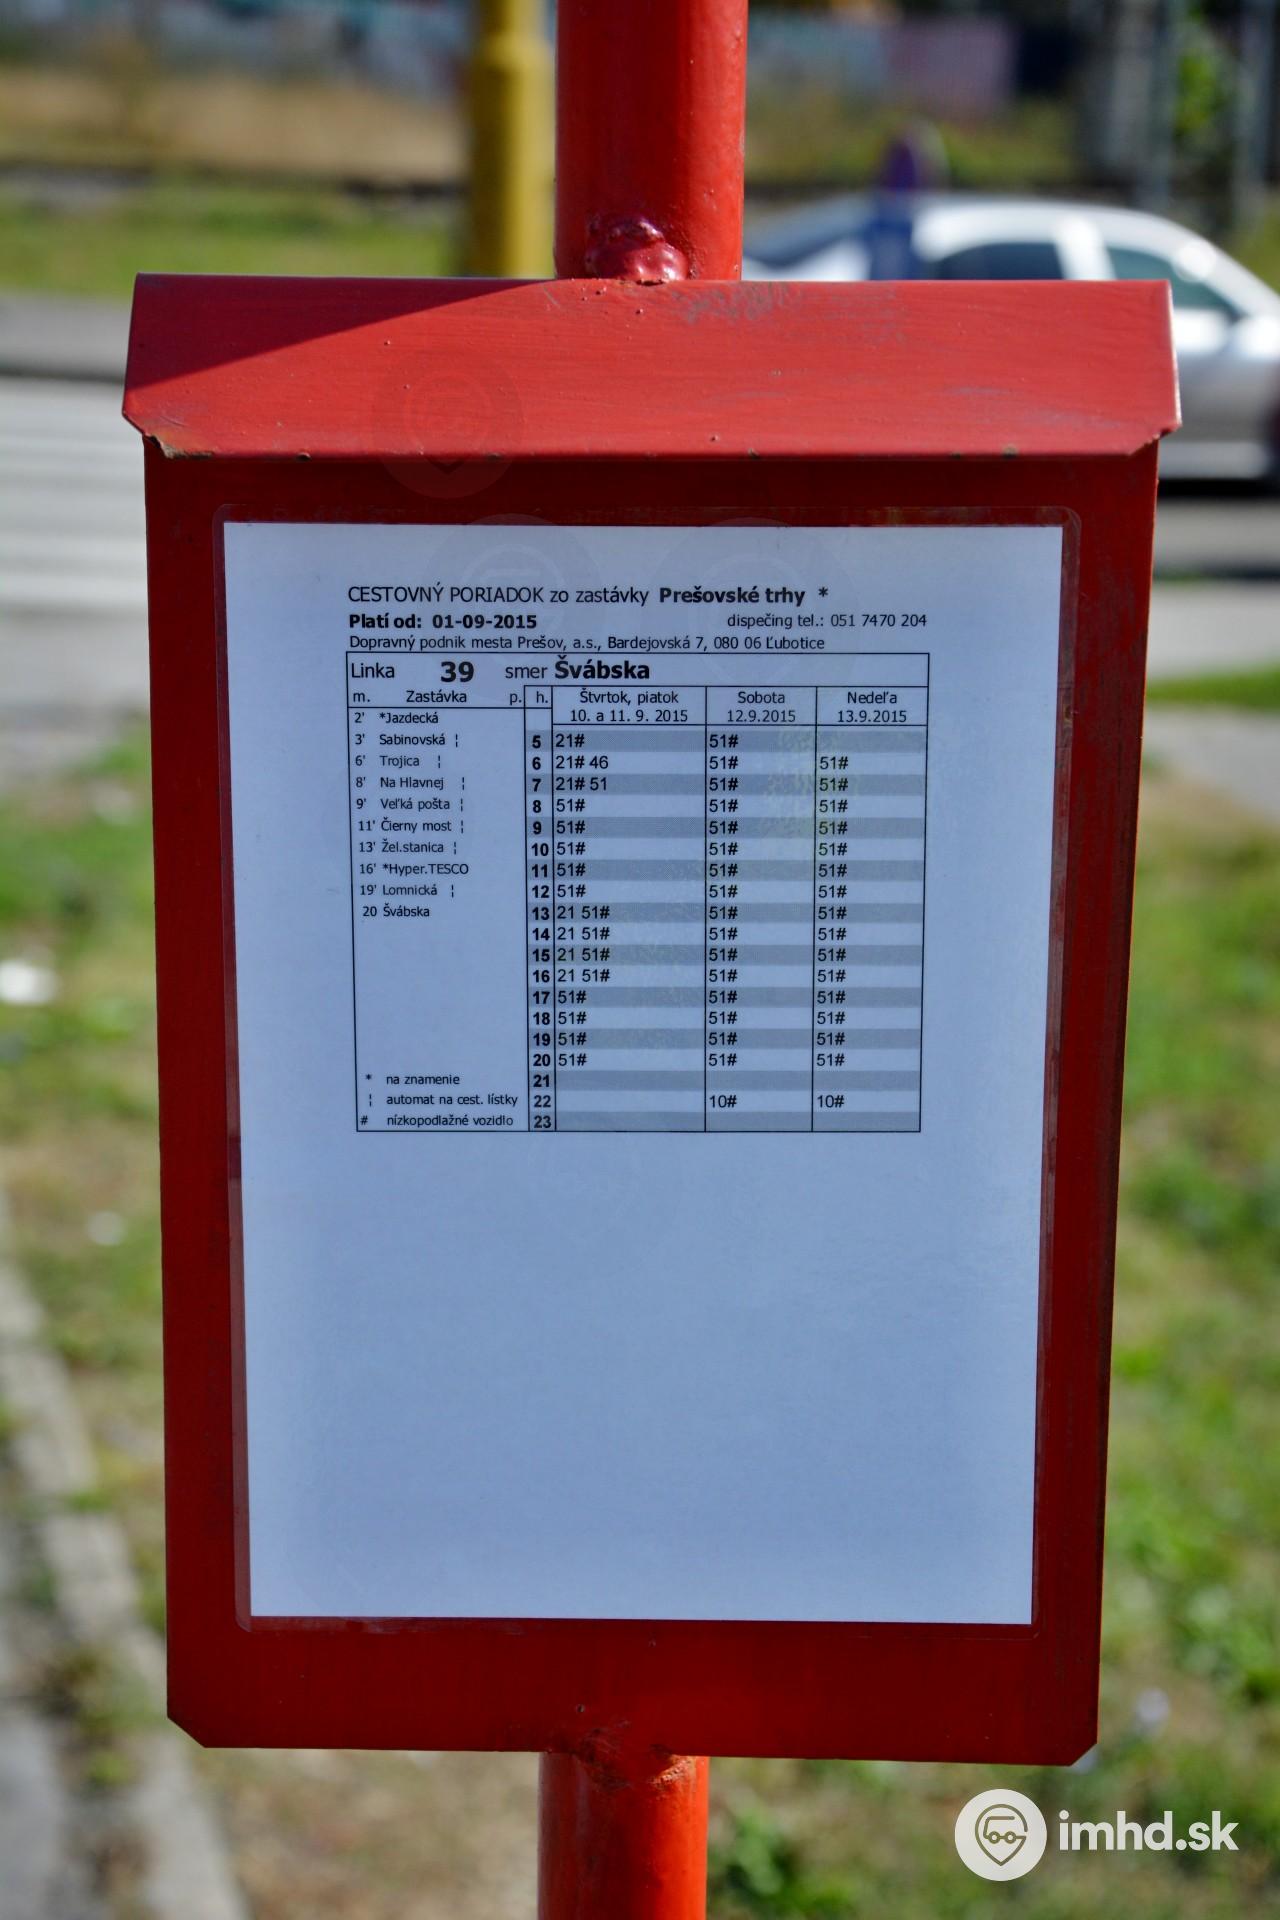 CESTOVNÝ PORIADOK zo zastávky Prešovské trhy *
Platí od: 01-09-2015 dispečing tel.: 051 7470 204
Dopravný podnik mesta Prešov, a.s., Bardejovská 7, 080 06 Ľubotice
Linka 39 smer Švábska
m. Zastávka p. h. Štvrtok, piatok Sobota Nedeľa
10. a 11. 9. 2015 12.9.2015 13.9.2015
2' *Jazdecká
3' Sabinovská ¦ 5 21# 51#
6' Trojica ¦ 6 21# 46 51# 51#
8' Na Hlavnej ¦ 7 21# 51 51# 51#
9' Veľká pošta ¦ 8 51# 51# 51#
11' Čierny most ¦ 9 51# 51# 51#
13' Žel.stanica ¦ 10 51# 51# 51#
16' *Hyper.TESCO 11 51# 51# 51#
19' Lomnická ¦ 12 51# 51# 51#
20 Švábska 13 21 51# 51# 51#
14 21 51# 51# 51#
15 21 51# 51# 51#
16 21 51# 51# 51#
17 51# 51# 51#
18 51# 51# 51#
19 51# 51# 51#
20 51# 51# 51#
* na znamenie 21
¦ automat na cest. lístky 22 10# 10#
# nízkopodlažné vozidlo 23
imhd.sk